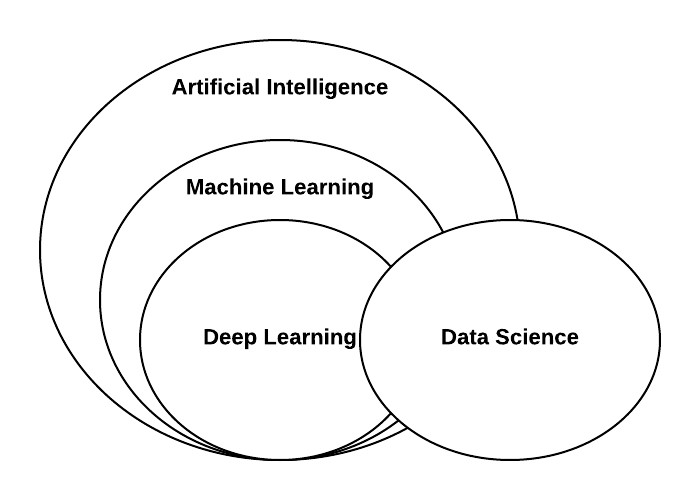 Artificial Intelligence
Machine Learning
Deep Learning
Data Science